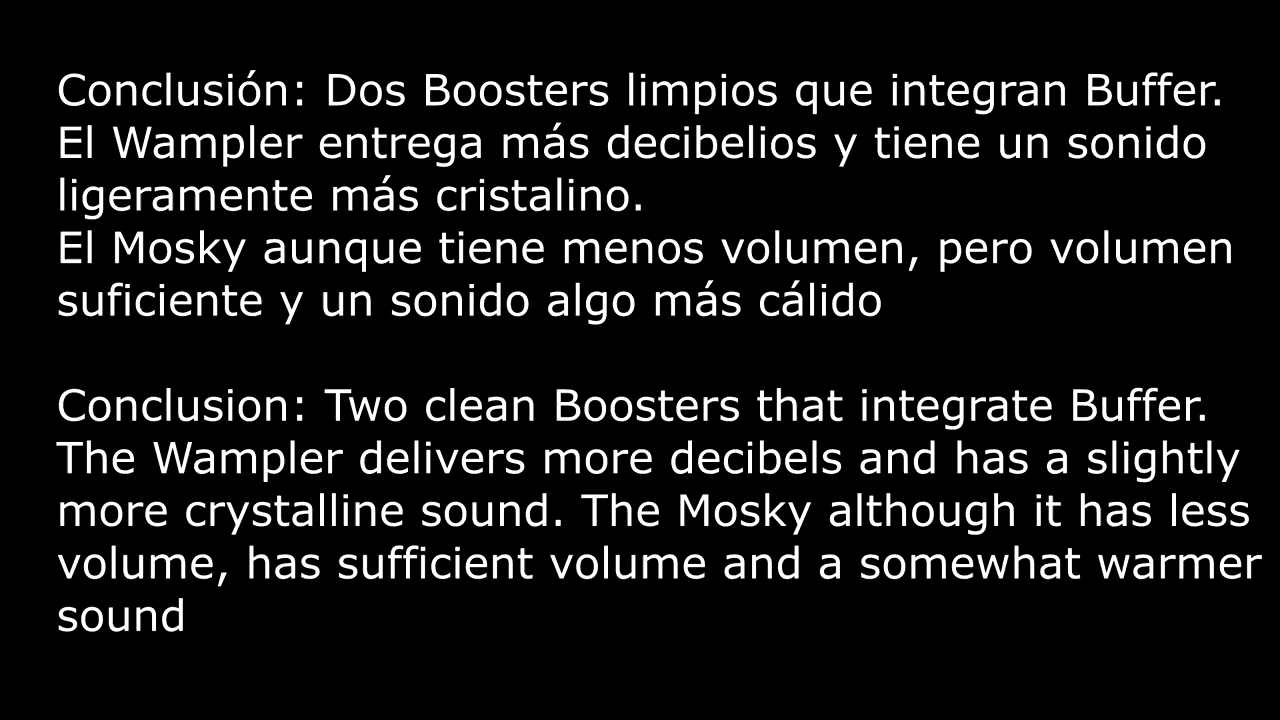 Conclusión: Dos Boosters limpios que integran Buffer.
El Wampler entrega más decibelios y tiene un sonido
ligeramente más cristalino.
El Mosky aunque tiene menos volumen, pero volumen
suficiente y un sonido algo más cálido
Conclusion: Two clean Boosters that integrate Buffer.
The Wampler delivers more decibels and has a slightly
more crystalline sound. The Mosky although it has less
volume, has sufficient volume and a somewhat warmer
sound